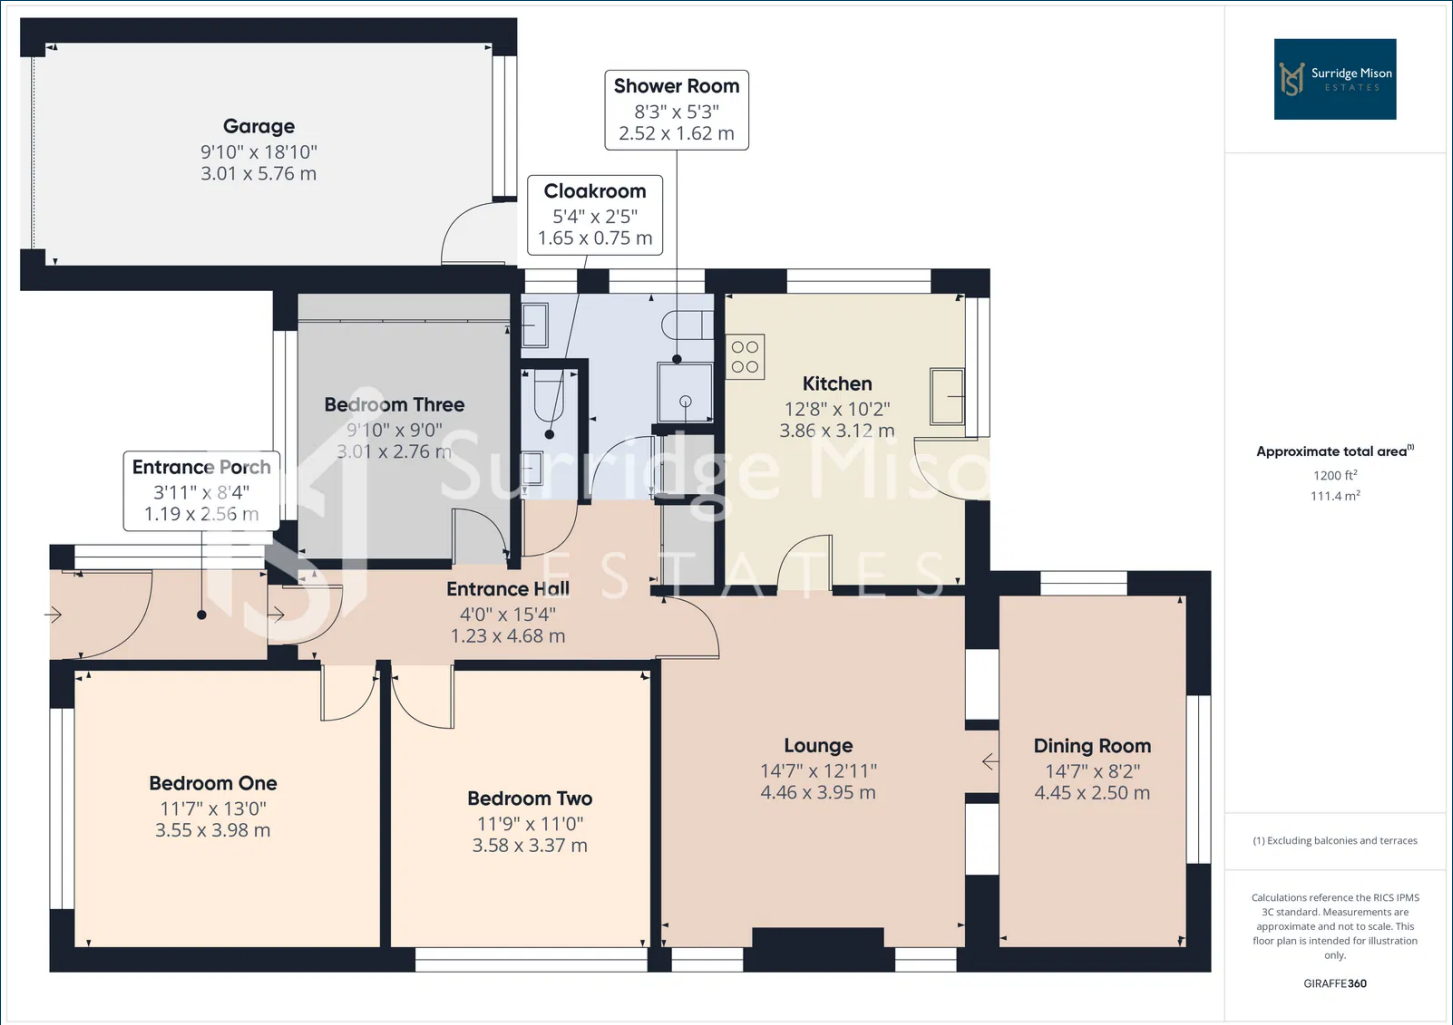 Garage
9'10" x 18'10"
3.01 x 5.76 m
Shower Room
8'3" x 5'3"
2.52 x 1.62 m
Cloakroom
5'4" x 2'5"
1.65 x 0.75 m
Bedroom Three
9'10" x 9'0"
3.01 x 2.76 m
Kitchen
12'8" x 10'2"
3.86 x 3.12 m
Entrance Porch
3'11" x 8'4"
1.19 x 2.56 m
Entrance Hall
4'0" x 15'4"
1.23 x 4.68 m
Bedroom One
11'7" x 13'0"
3.55 x 3.98 m
Bedroom Two
11'9" x 11'0"
3.58 x 3.37 m
Lounge
14'7" x 12'11"
4.46 x 3.95 m
Dining Room
14'7" x 8'2"
4.45 x 2.50 m
Surridge Miso
ESTATES
Surridge Mison
ESTATES
Approximate total area(1)
1200 ft²
111.4 m²
(1) Excluding balconies and terraces
Calculations reference the RICS IPMS
3C standard. Measurements are
approximate and not to scale. This
floor plan is intended for illustration
only.
GIRAFFE360